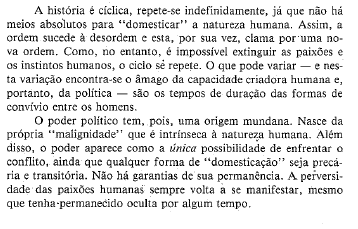 A história é cíclica, repete-se indefinidamente, já que não há
meios absolutos para "domesticar" a natureza humana. Assim, a
ordem sucede à desordem e esta, por sua vez, clama por uma no-
va ordem. Como, no entanto, é impossível extinguir as paixões e
os instintos humanos, o ciclo se repete. O que pode variar — e nes-
ta variação encontra-se o âmago da capacidade criadora humana e,
portanto, da política — são os tempos de duração das formas de
convívio entre os homens.
O poder político tem, pois, uma origem mundana. Nasce da
própria "malignidade" que é intrínseca à natureza humana. Além
disso, o poder aparece como a única possibilidade de enfrentar o
conflito, ainda que qualquer forma de "domesticação" seja precá-
ria e transitória. Não há garantias de sua permanência. A perversi-
dade das paixões humanas sempre volta a se manifestar, mesmo
que tenha-permanecido oculta por algum tempo.